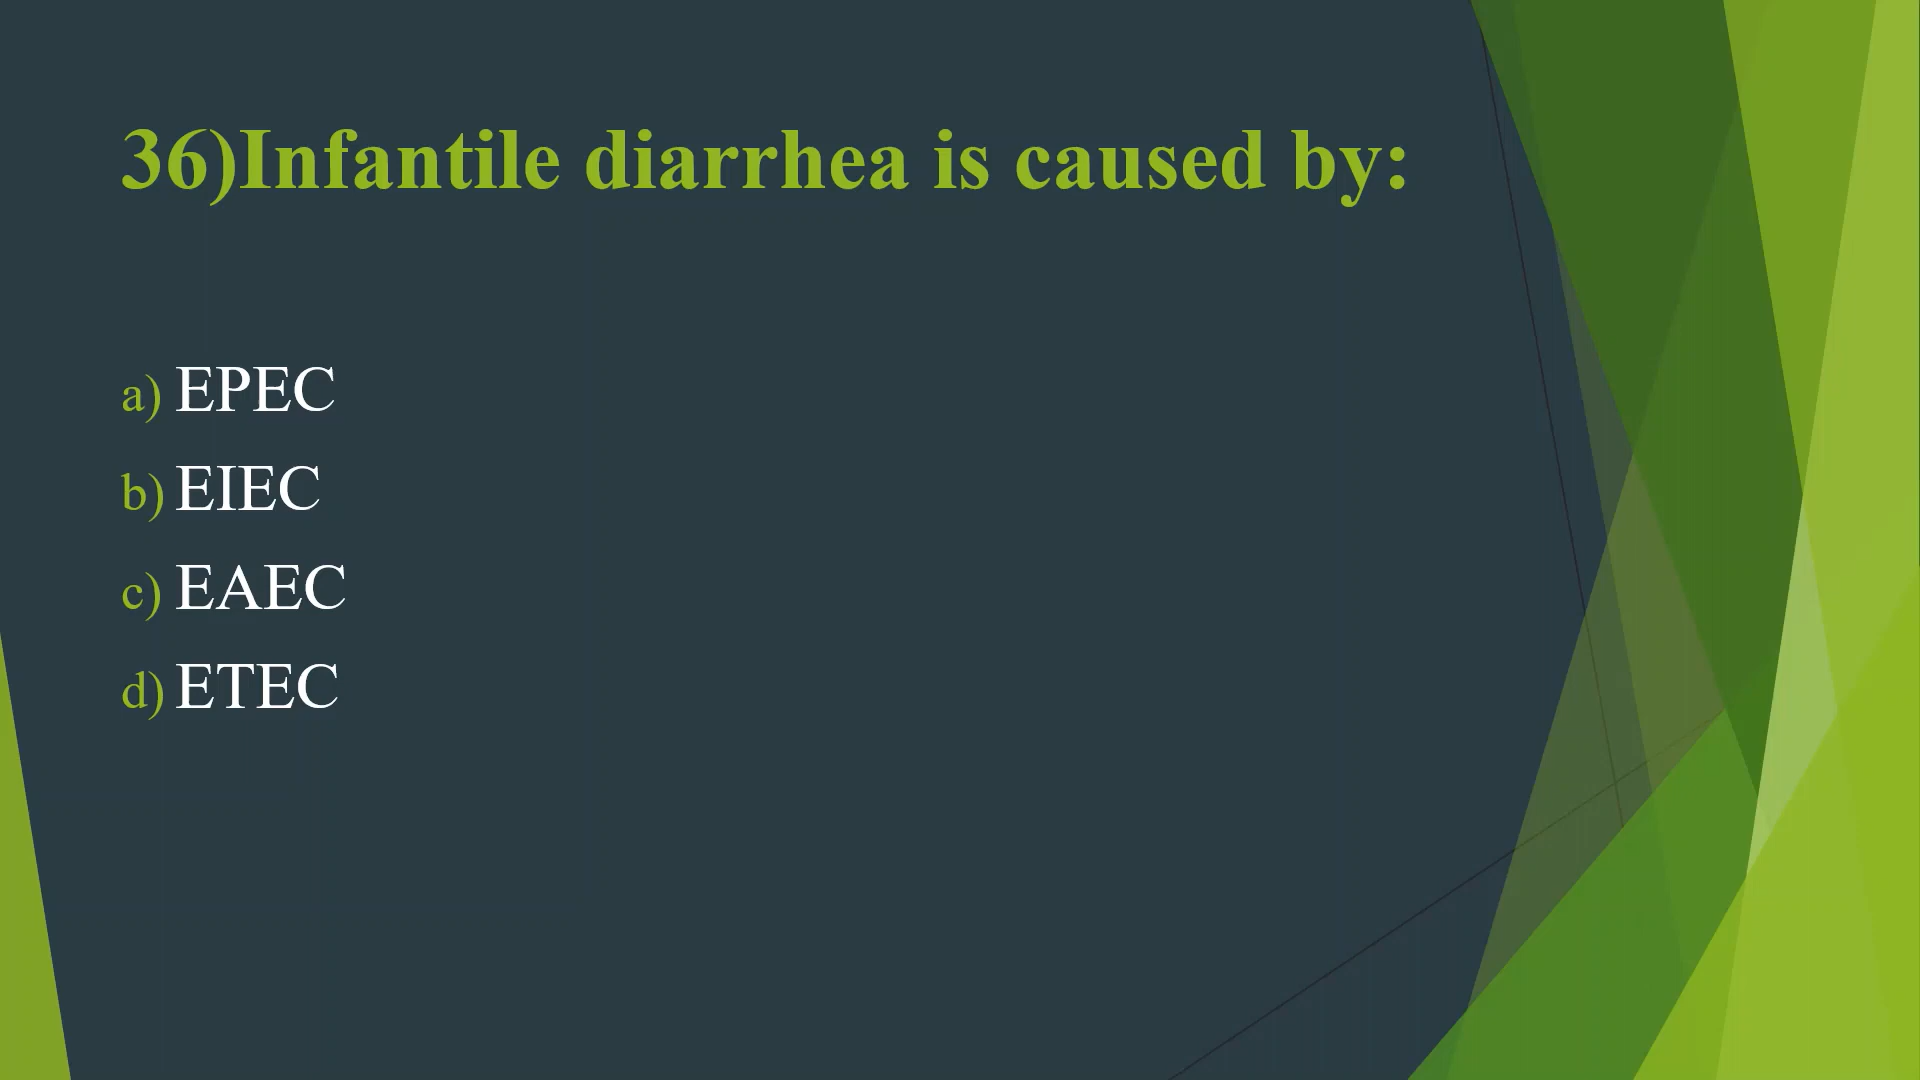 36)Infantile diarrhea is caused by:
a) EPEC
b) EIEC
c) EAEC
d) ETEC